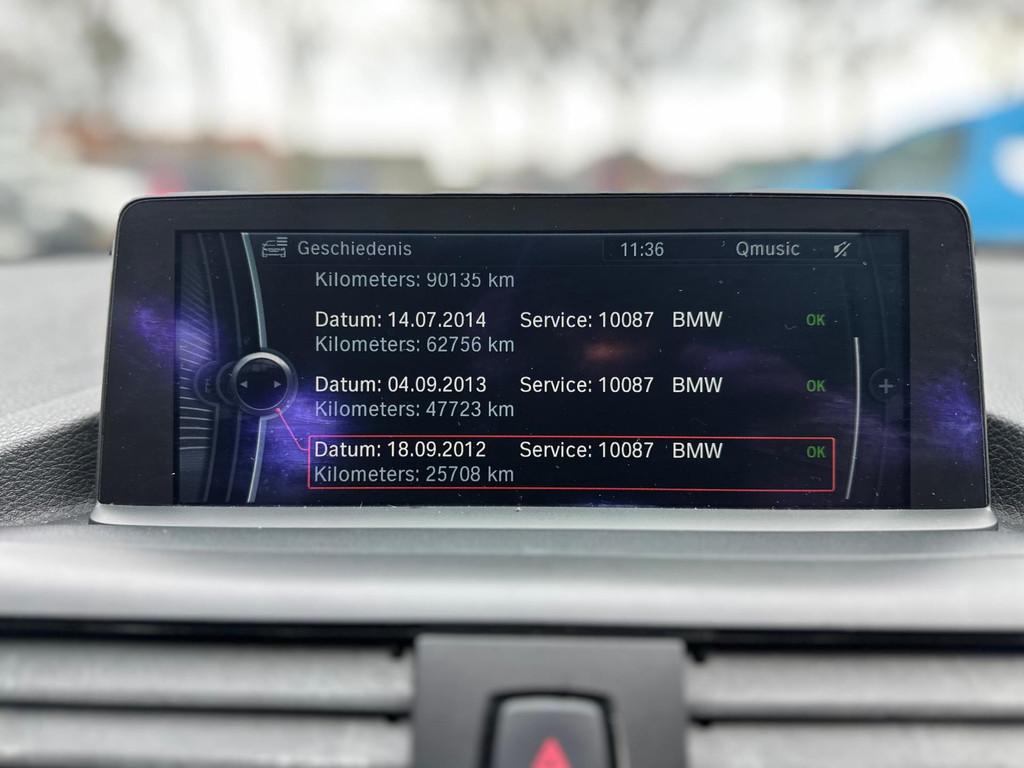 Geschiedenis 11:36 Qmusic
Kilometers: 90135 km
Datum: 14.07.2014 Service: 10087 BMW OK
Kilometers: 62756 km
Datum: 04.09.2013 Service: 10087 BMW OK
Kilometers: 47723 km
Datum: 18.09.2012 Service: 10087 BMW OK
Kilometers: 25708 km